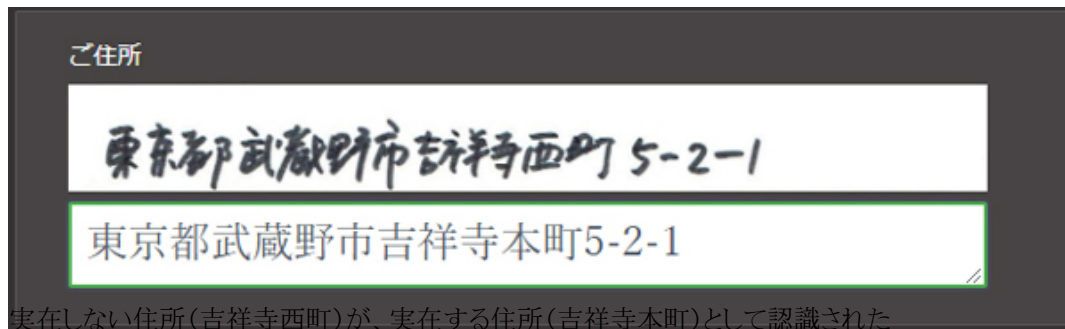 ご住所
東京都武蔵野市吉祥寺西町5-2-1
東京都武蔵野市吉祥寺本町5-2-1
実在しない住所(吉祥寺西町)が、実在する住所(吉祥寺本町)として認識された